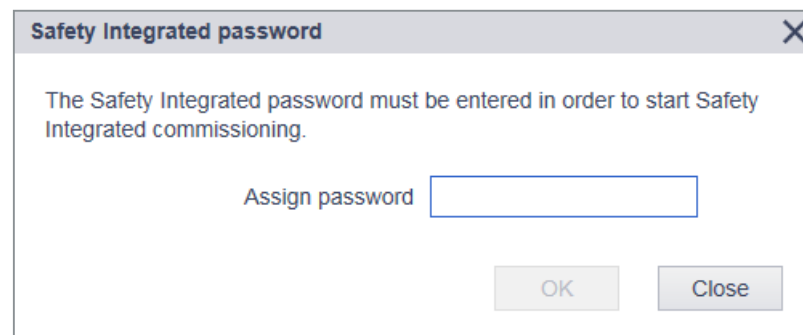 Safety Integrated password
The Safety Integrated password must be entered in order to start Safety
Integrated commissioning.
Assign password
OK
Close